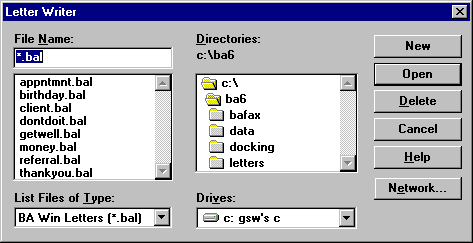 Letter Writer
File Name:
*.bal
appntmnt.bal
birthday.bal
client.bal
dontdoit.bal
getwell.bal
money.bal
referral.bal
thankyou.bal
List Files of Type:
BA Win Letters (*.bal)
Directories:
c:\ba6
c:\
ba6
bafax
data
docking
letters
Drives:
c: gsw's c
New
Open
Delete
Cancel
Help
Network...